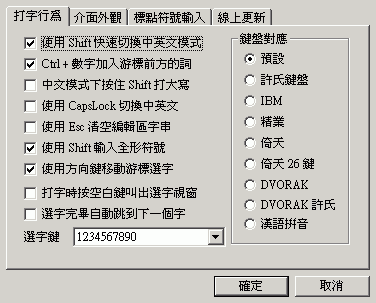 打字行為 介面外觀 標點符號輸入 線上更新
使用 Shift 快速切換中英文模式
Ctrl + 數字加入游標前方的詞
中文模式下按住 Shift 打大寫
使用 CapsLock 切換中英文
使用 Esc 清空編輯區字串
使用 Shift 輸入全形符號
使用方向鍵移動游標選字
打字時按空白鍵叫出選字視窗
選字完畢自動跳到下一個字
選字鍵 1234567890
鍵盤對應
預設
許氏鍵盤
IBM
精業
倚天
倚天 26 鍵
DVORAK
DVORAK 許氏
漢語拼音
確定 取消